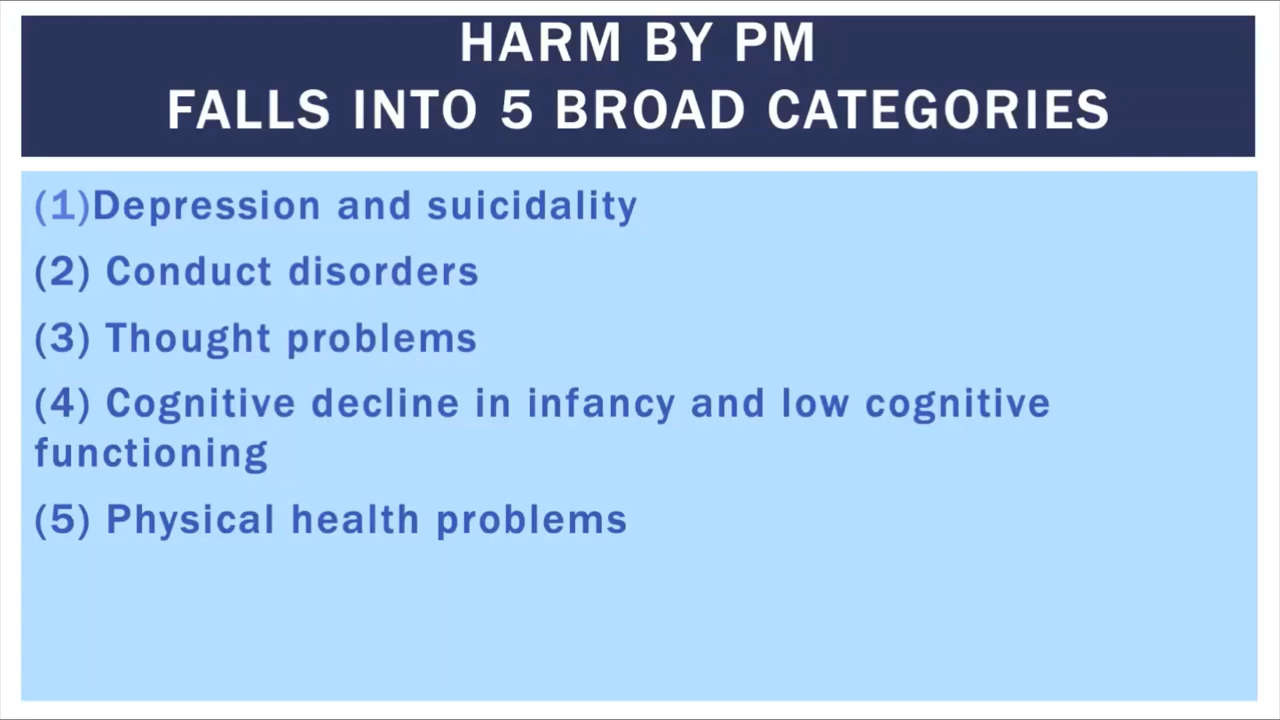 HARM BY PM
FALLS INTO 5 BROAD CATEGORIES
(1)Depression and suicidality
(2) Conduct disorders
(3) Thought problems
(4) Cognitive decline in infancy and low cognitive
functioning
(5) Physical health problems